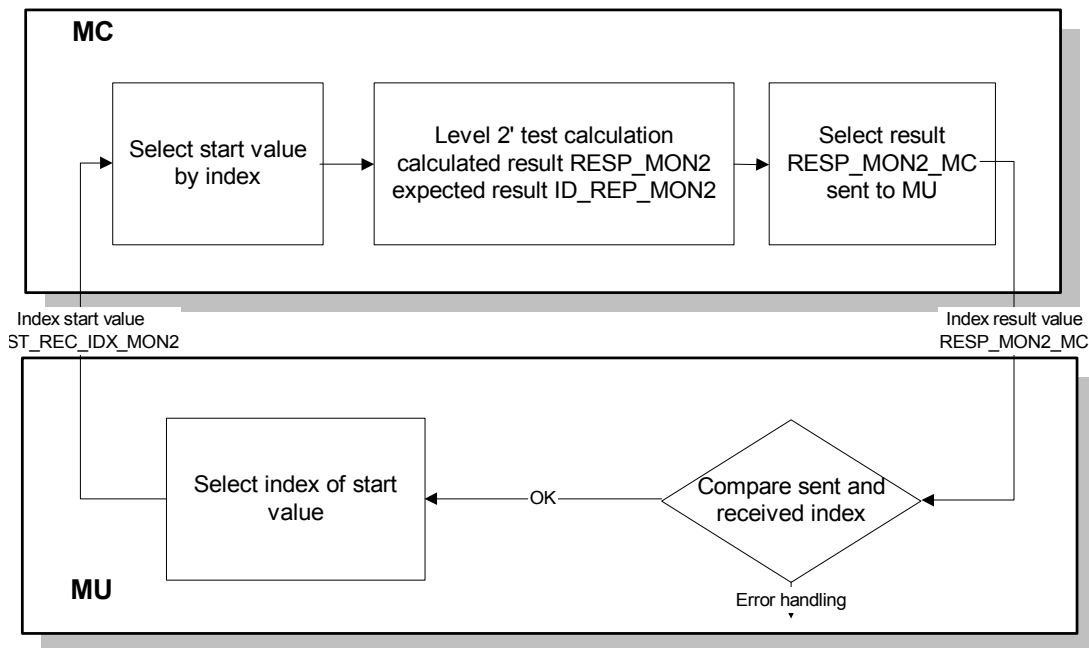 MC
Select start value
by index
Level 2' test calculation
calculated result RESP_MON2
expected result ID_REP_MON2
Select result
RESP_MON2_MC
sent to MU
Index start value
ST_REC_IDX_MON2
Index result value
RESP_MON2_MC
Select index of start
value
OK
Compare sent and
received index
MU
Error handling